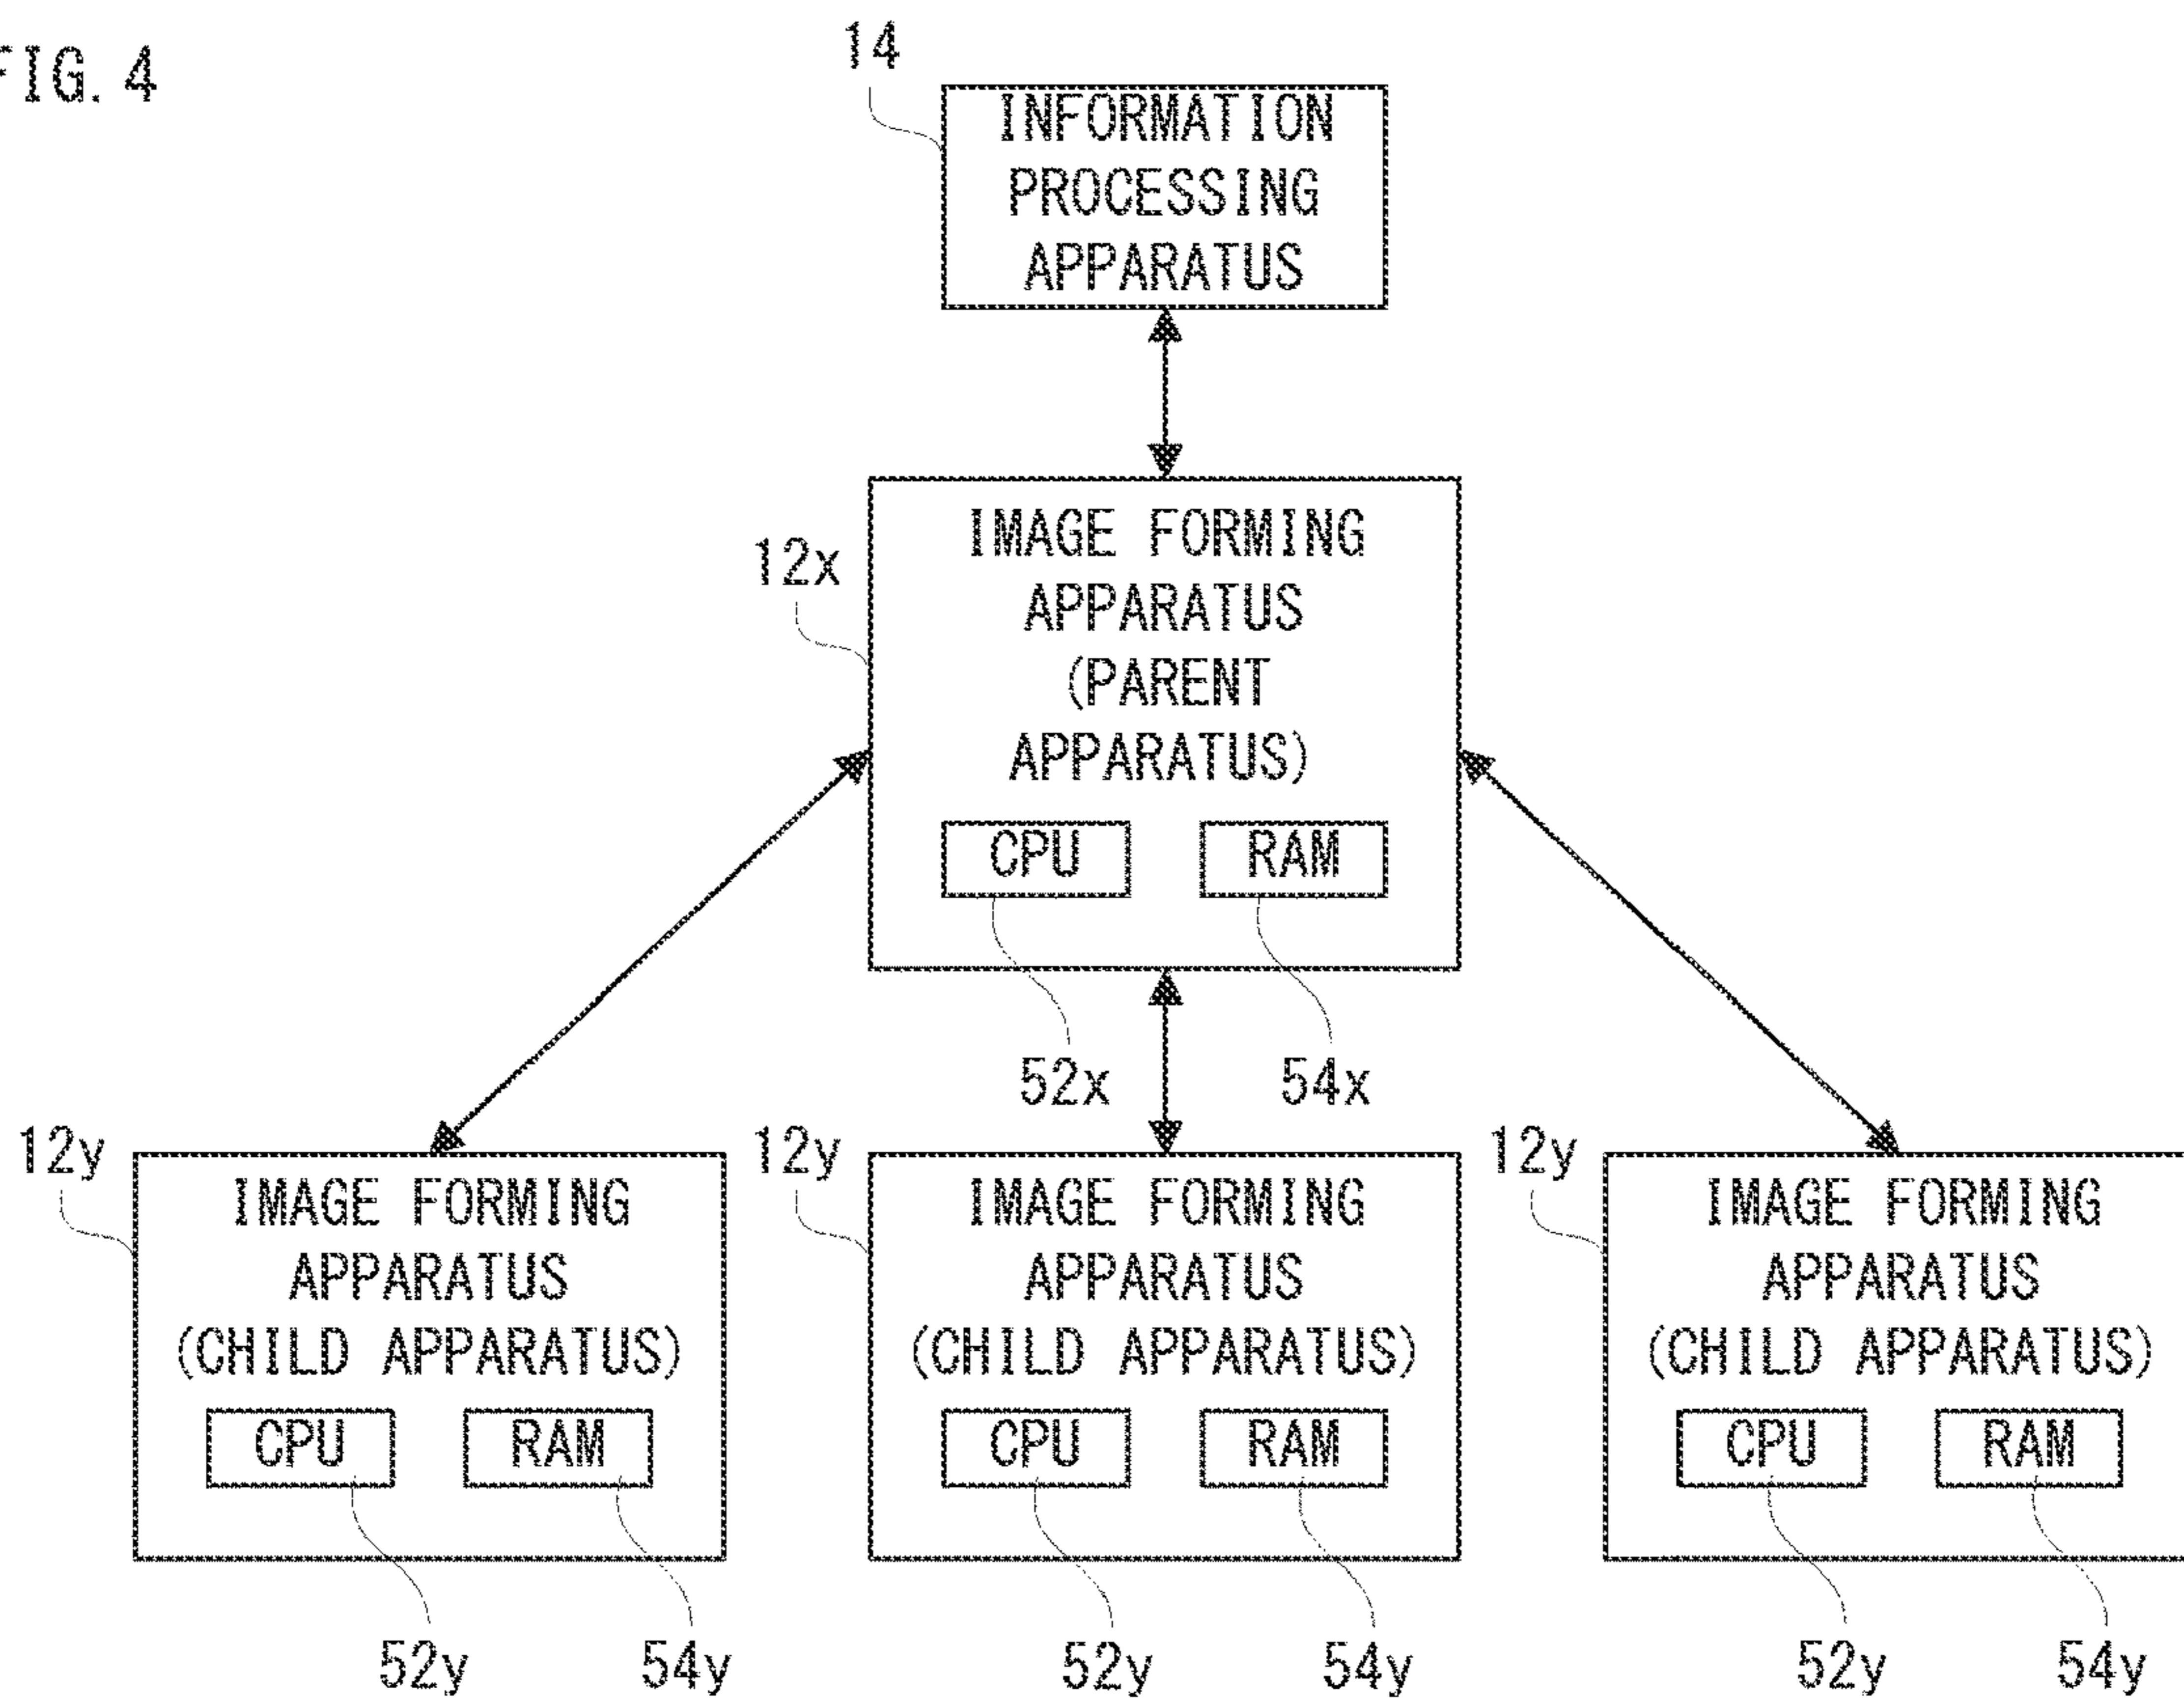 FIG. 4
14
INFORMATION
PROCESSING
APPARATUS
12x
IMAGE FORMING
APPARATUS
(PARENT
APPARATUS)
CPU RAM
52x 54x
12y
IMAGE FORMING
APPARATUS
(CHILD APPARATUS)
CPU RAM
52y 54y
12y
IMAGE FORMING
APPARATUS
(CHILD APPARATUS)
CPU RAM
52y 54y
12y
IMAGE FORMING
APPARATUS
(CHILD APPARATUS)
CPU RAM
52y 54y